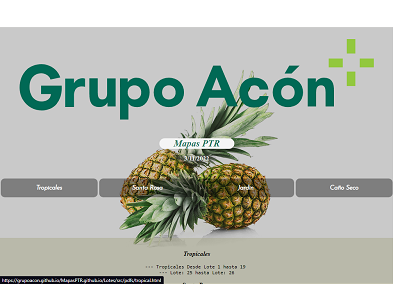 Grupo Acón
Mapas PTR
3/11/2022
Tropicales
Santa Rosa
Jardin
Caño Seco
Tropicales
--- Tropicales Desde Lote 1 hasta 19
--- Lote: 25 hasta Lote: 26
https://grupoacon.github.io/MapasPTR.github.io/Lotes/src/pdfs/tropical.html